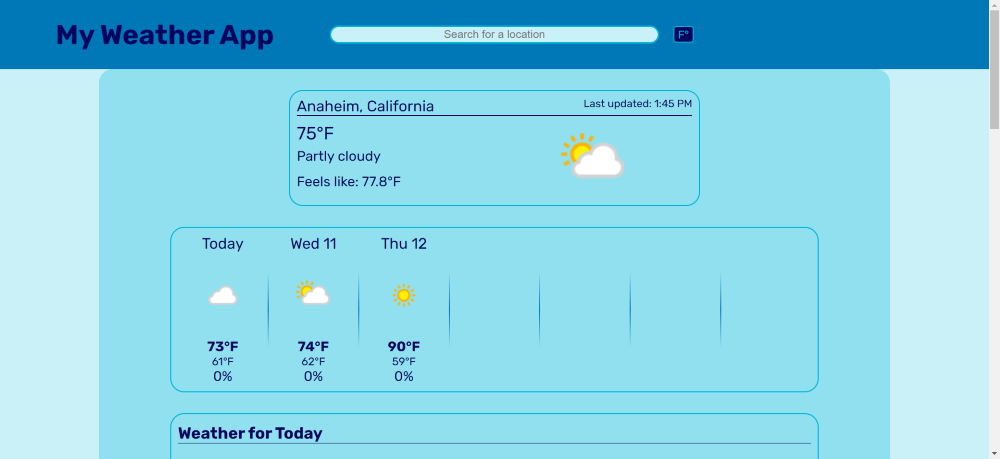 My Weather App
Search for a location
F°
Anaheim, California
Last updated: 1:45 PM
75°F
Partly cloudy
Feels like: 77.8°F
Today
Wed 11
Thu 12
73°F
74°F
90°F
61°F
62°F
59°F
0%
0%
0%
Weather for Today